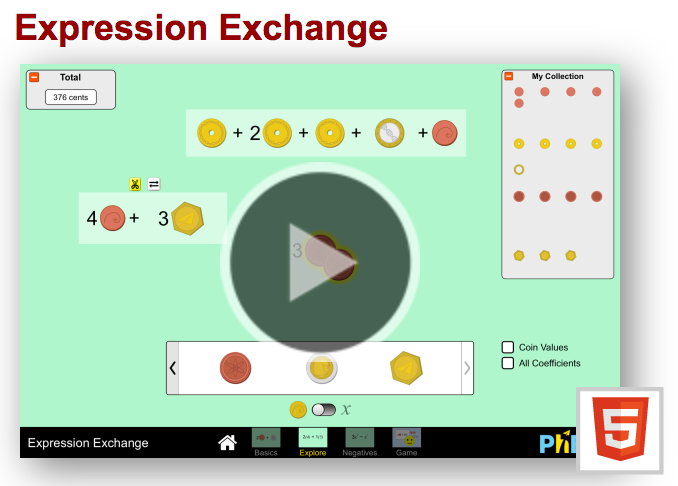 Expression Exchange
Total
376 cents
My Collection
+ 2 + + +
4 + 3
3
Coin Values
All Coefficients
x
Expression Exchange
Basics
Explore
Negatives
Game